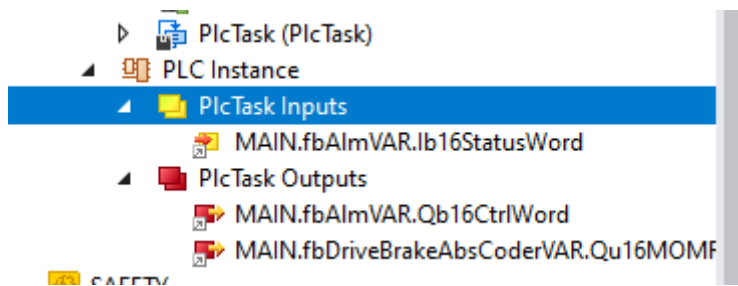 PlcTask (PlcTask)
PLC Instance
PlcTask Inputs
MAIN.fbAlmVAR.Ib16StatusWord
PlcTask Outputs
MAIN.fbAlmVAR.Qb16CtrlWord
MAIN.fbDriveBrakeAbsCoderVAR.Qu16MOMF
SAFETY